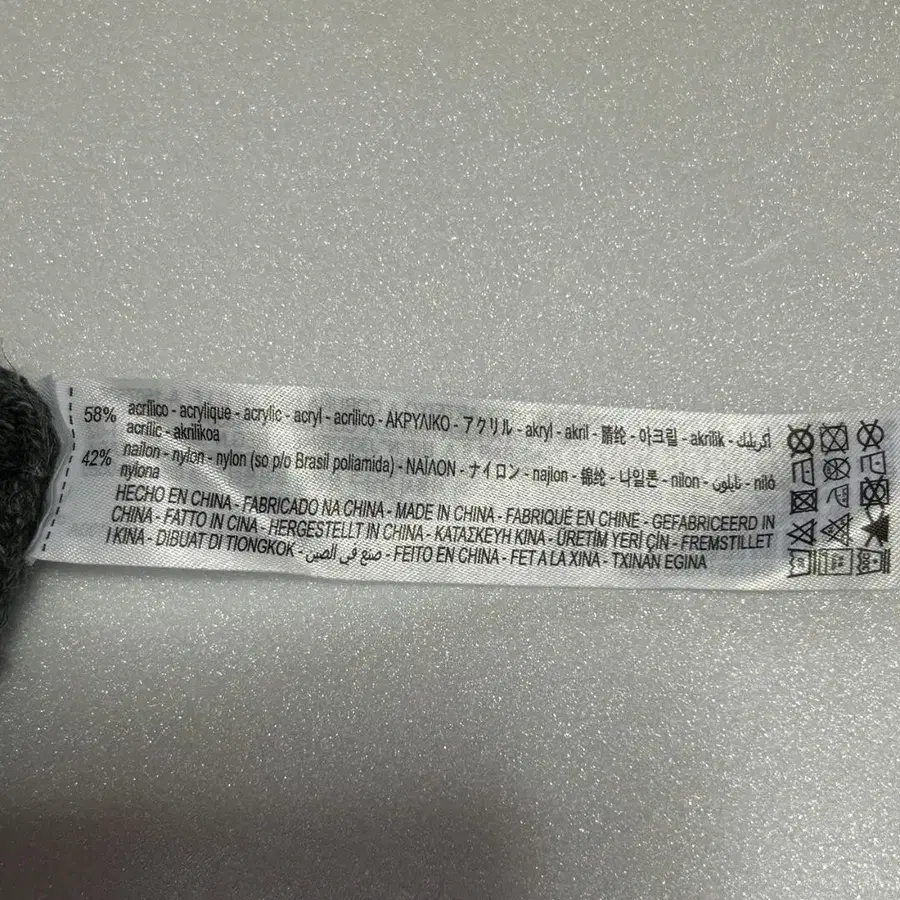 58% acrílico - acrylique - acrylic - acryl - acrilico - ΑΚΡΥΛΙΚΟ - アクリル - akryl - akril - 腈纶 - 아크릴 - akrilik - أكريليك
acrílic - akrilikoa
42% nailon - nylon - nylon (so p/o Brasil poliamida) - ΝΑΪΛΟΝ - ナイロン - najlon - 锦纶 - 나일론 - nilon - نايلون - niló
nylona
HECHO EN CHINA - FABRICADO NA CHINA - MADE IN CHINA - FABRIQUÉ EN CHINE - GEFABRICEERD IN
CHINA - FATTO IN CINA - HERGESTELLT IN CHINA - ΚΑΤΑΣΚΕΥΗ ΚΙΝΑ - ÜRETİM YERİ ÇİN - FREMSTILLET
I KINA - DIBUAT DI TIONGKOK - صنع في الصين - FEITO EN CHINA - FET A LA XINA - TXINAN EGINA